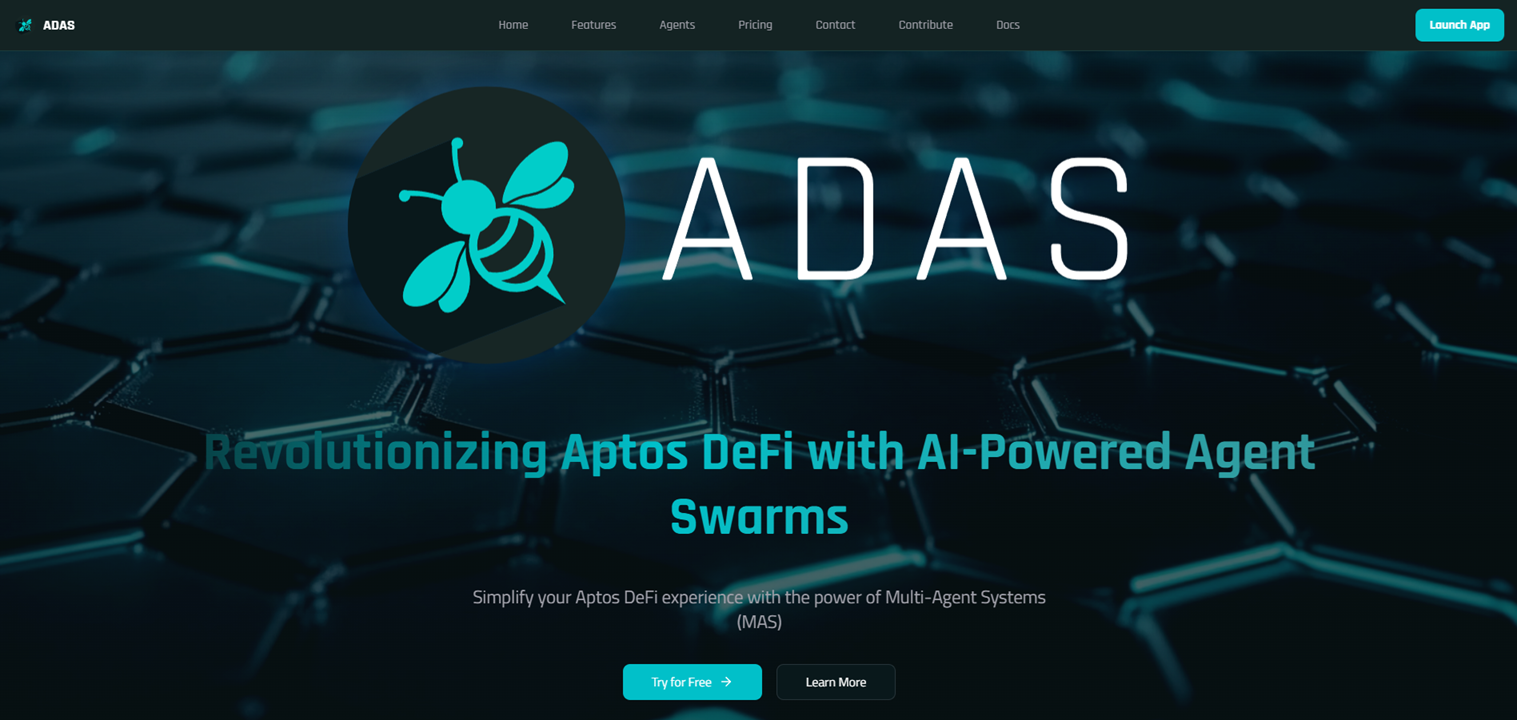 ADAS
Home
Features
Agents
Pricing
Contact
Contribute
Docs
Launch App
ADAS
Revolutionizing Aptos DeFi with AI-Powered Agent
Swarms
Simplify your Aptos DeFi experience with the power of Multi-Agent Systems
(MAS)
Try for Free →
Learn More